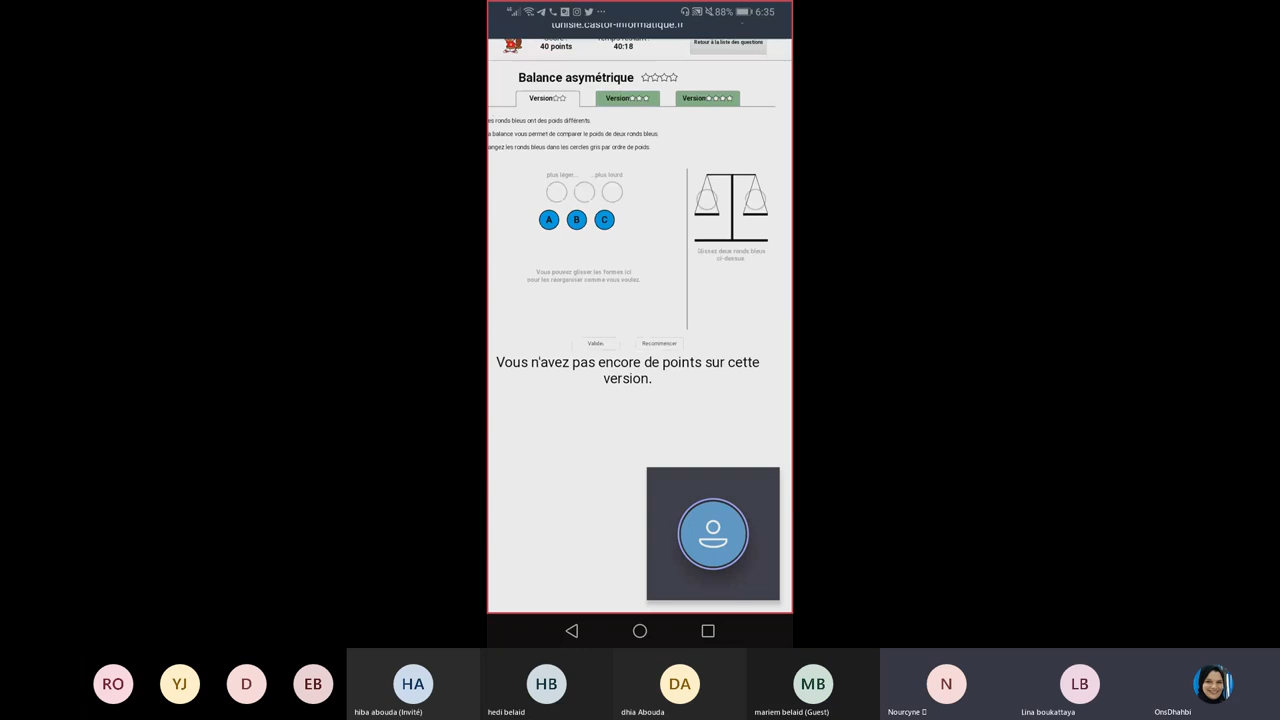 88% 6:35
tunisie.castor-informatique.fr
40 points
40:18
Retour à la liste des questions
Balance asymétrique
Version
Version
Version
es ronds bleus ont des poids différents.
a balance vous permet de comparer le poids de deux ronds bleus.
angez les ronds bleus dans les cercles gris par ordre de poids.
plus léger... ...plus lourd
A B C
Glissez deux ronds bleus
ci-dessus.
Vous pouvez glisser les formes ici
pour les réorganiser comme vous voulez.
Valider
Recommencer
Vous n'avez pas encore de points sur cette
version.
RO YJ D EB HA HB DA MB N LB
hiba abouda (Invité)
hedi belaid
dhia Abouda
mariem belaid (Guest)
Nourcyne
Lina boukattaya
OnsDhahbi